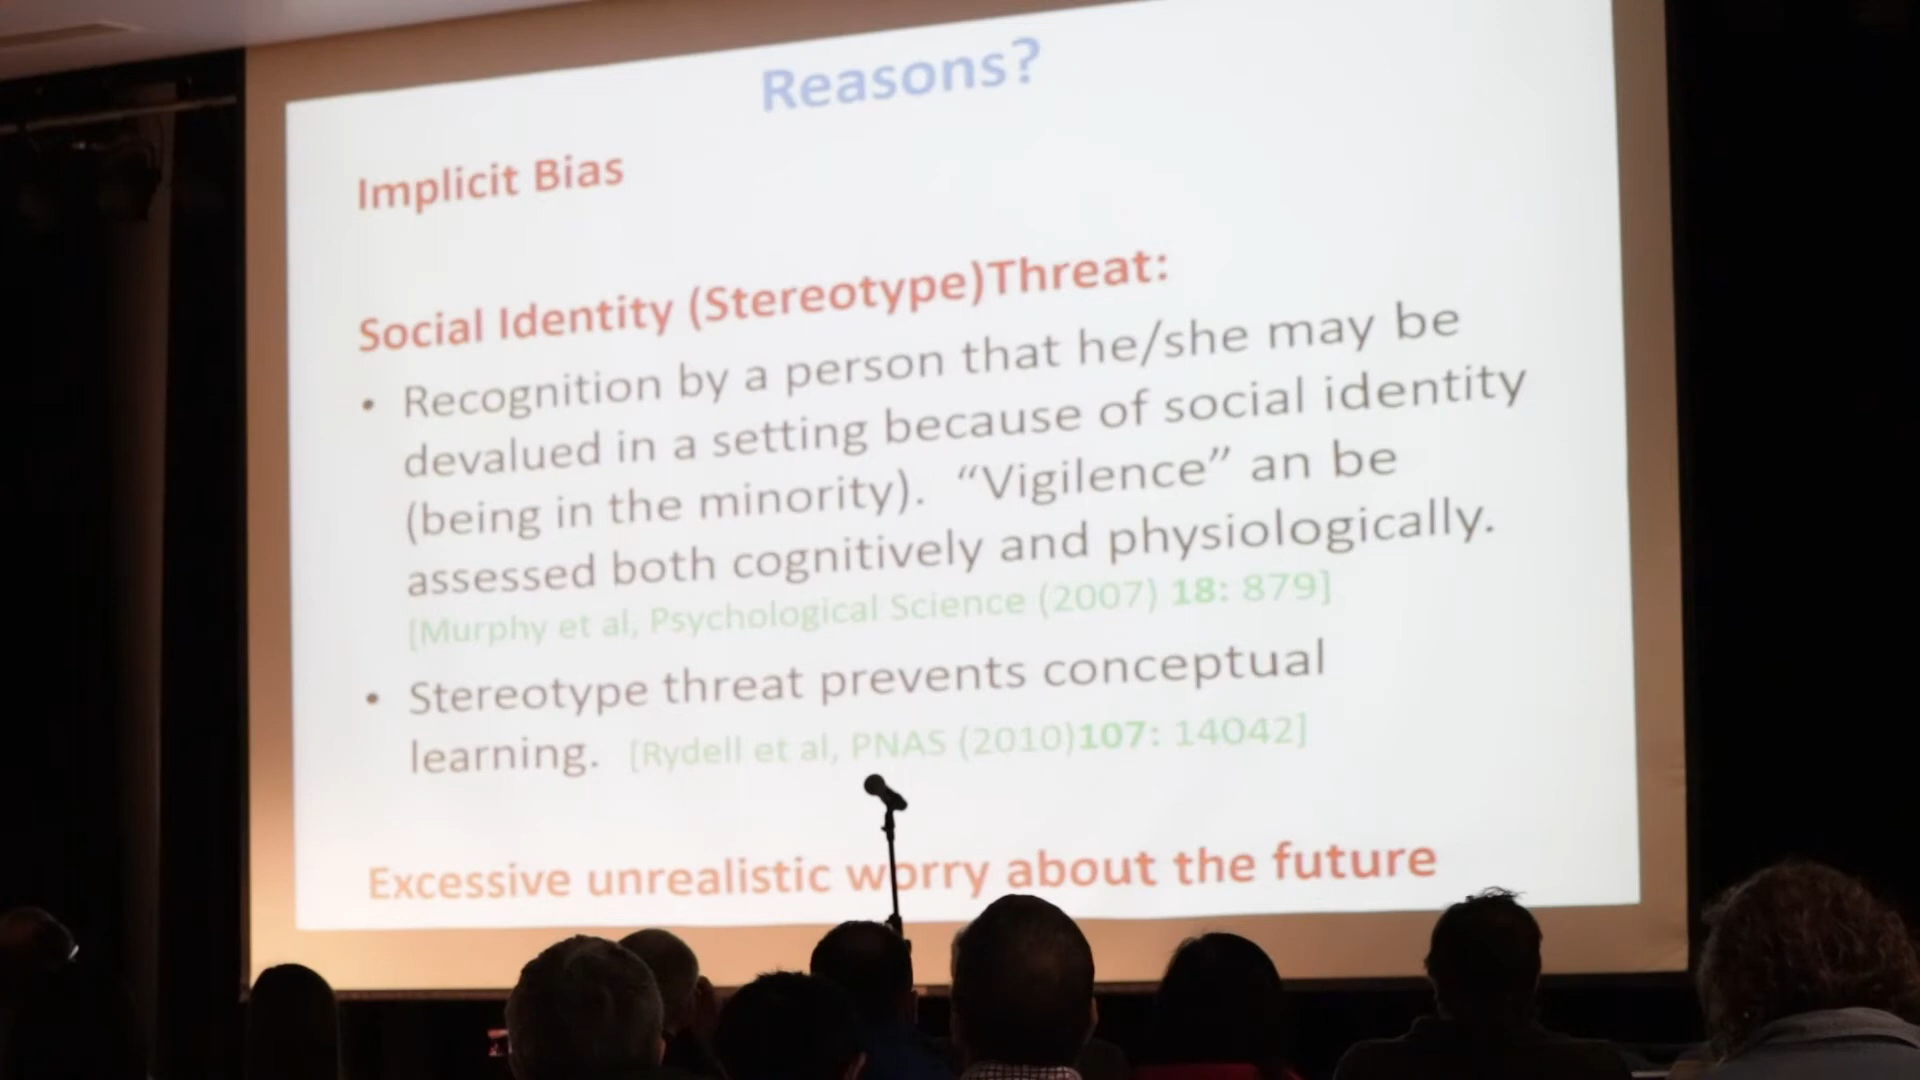 Reasons?
Implicit Bias
Social Identity (Stereotype)Threat:
• Recognition by a person that he/she may be
devalued in a setting because of social identity
(being in the minority). “Vigilence” an be
assessed both cognitively and physiologically.
[Murphy et al, Psychological Science (2007) 18: 879]
• Stereotype threat prevents conceptual
learning. [Rydell et al, PNAS (2010)107: 14042]
Excessive unrealistic worry about the future